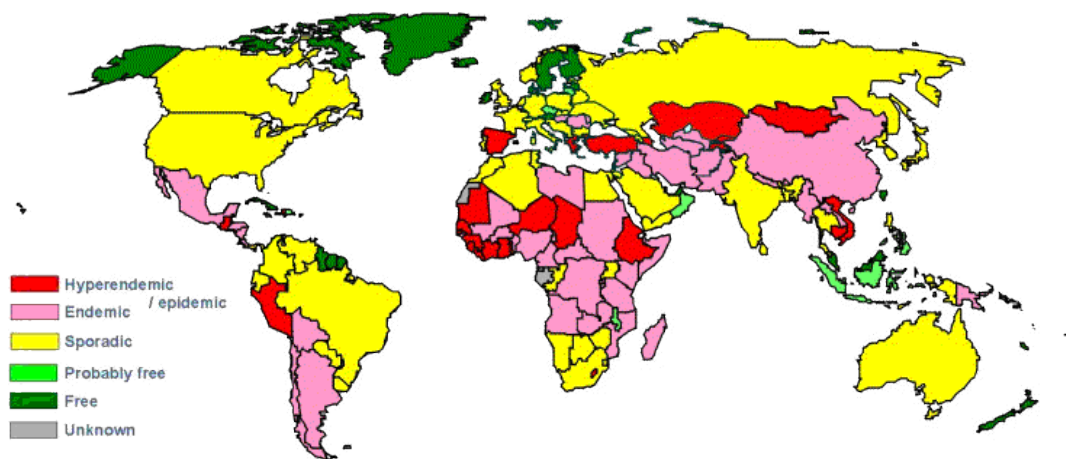 Hyperendemic
/ epidemic
Endemic
Sporadic
Probably free
Free
Unknown